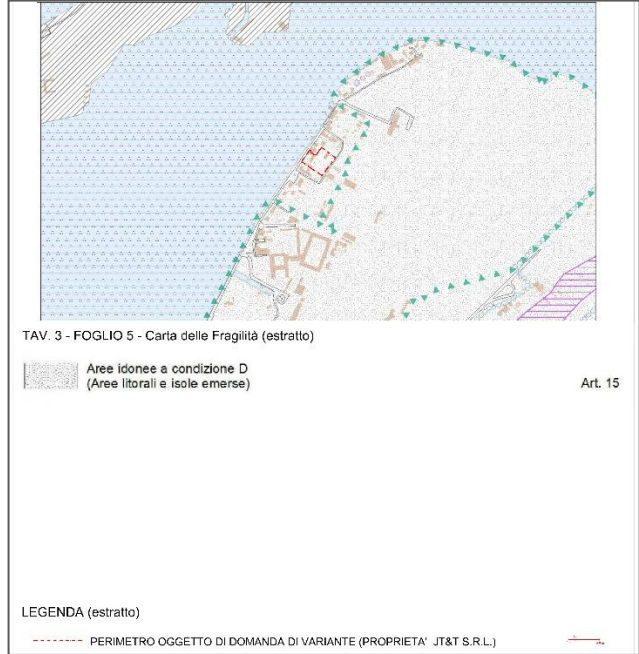 TAV. 3 - FOGLIO 5 - Carta delle Fragilità (estratto)
Aree idonee a condizione D
(Aree litorali e isole emerse)
Art. 15
LEGENDA (estratto)
PERIMETRO OGGETTO DI DOMANDA DI VARIANTE (PROPRIETA' JT&T S.R.L.)